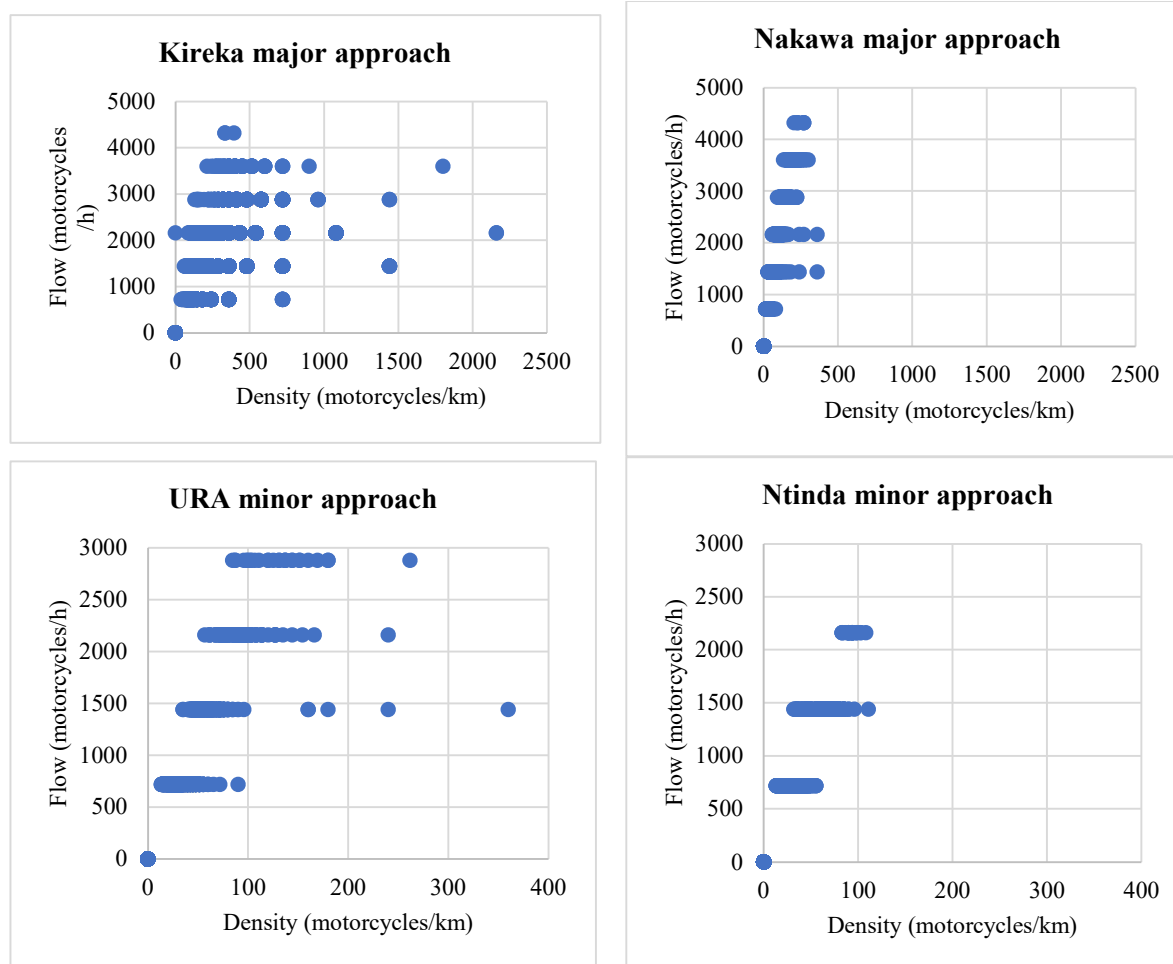 Kireka major approach
5000
4000
3000
2000
1000
0
Flow (motorcycles
/h)
0 500 1000 1500 2000 2500
Density (motorcycles/km)
Nakawa major approach
5000
4000
3000
2000
1000
0
Flow (motorcycles/h)
0 500 1000 1500 2000 2500
Density (motorcycles/km)
URA minor approach
3000
2500
2000
1500
1000
500
0
Flow (motorcycles/h)
0 100 200 300 400
Density (motorcycles/km)
Ntinda minor approach
3000
2500
2000
1500
1000
500
0
Flow (motorcycles/h)
0 100 200 300 400
Density (motorcycles/km)